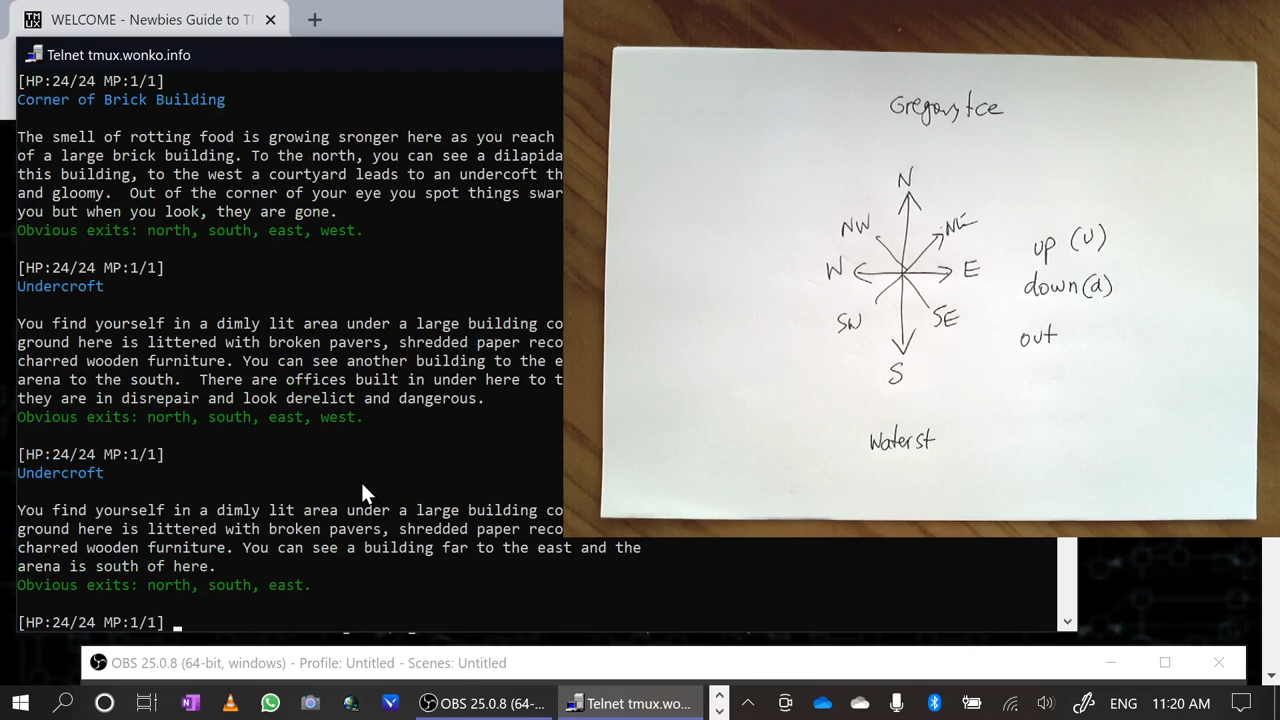 WELCOME - Newbies Guide to TM
Telnet tmux.wonko.info
[HP:24/24 MP:1/1]
Corner of Brick Building
The smell of rotting food is growing sronger here as you reach
of a large brick building. To the north, you can see a dilapida
this building, to the west a courtyard leads to an undercoft th
and gloomy.  Out of the corner of your eye you spot things swar
you but when you look, they are gone.
Obvious exits: north, south, east, west.
[HP:24/24 MP:1/1]
Undercroft
You find yourself in a dimly lit area under a large building co
ground here is littered with broken pavers, shredded paper reco
charred wooden furniture. You can see another building to the e
arena to the south.  There are offices built in under here to t
they are in disrepair and look derelict and dangerous.
Obvious exits: north, south, east, west.
[HP:24/24 MP:1/1]
Undercroft
You find yourself in a dimly lit area under a large building co
ground here is littered with broken pavers, shredded paper reco
charred wooden furniture. You can see a building far to the east and the
arena is south of here.
Obvious exits: north, south, east.
[HP:24/24 MP:1/1]
Gregory tce
N
NW NE
W E
SW SE
S
up (u)
down (d)
out
Water st
OBS 25.0.8 (64-bit, windows) - Profile: Untitled - Scenes: Untitled
OBS 25.0.8 (64-...
Telnet tmux.wo...
ENG
11:20 AM